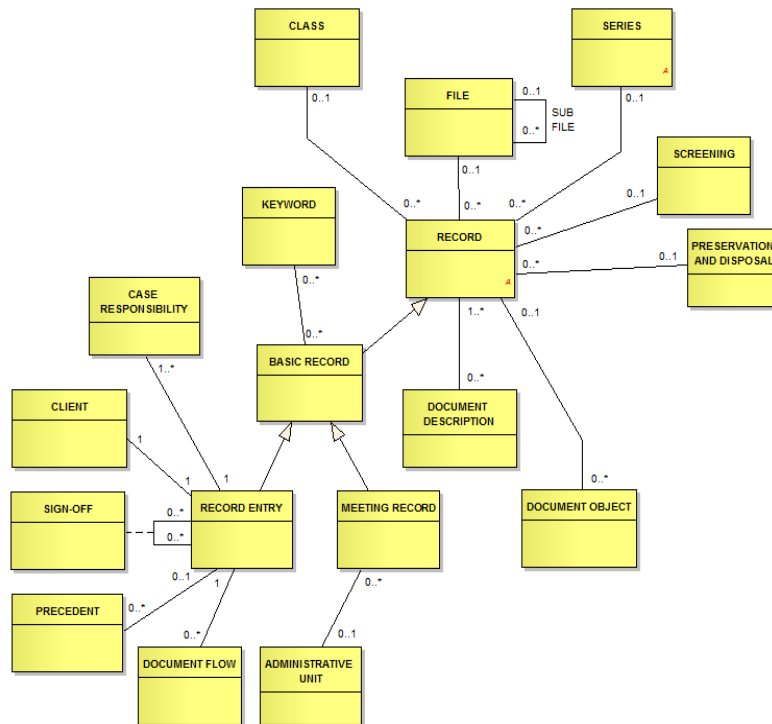 CLASS
SERIES
A
0..1
FILE
0..1
SUB
FILE
0..*
0..1
0..1
SCREENING
KEYWORD
0..*
0..*
0..*
0..1
RECORD
0..*
PRESERVATION
AND DISPOSAL
0..1
0..*
A
CASE
RESPONSIBILITY
0..*
1..*
0..1
0..*
BASIC RECORD
1..*
0..*
CLIENT
DOCUMENT
DESCRIPTION
1
1
1
0..*
SIGN-OFF
RECORD ENTRY
MEETING RECORD
DOCUMENT OBJECT
0..*
0..*
0..1
1
0..*
PRECEDENT
0..*
0..*
0..1
DOCUMENT FLOW
ADMINISTRATIVE
UNIT